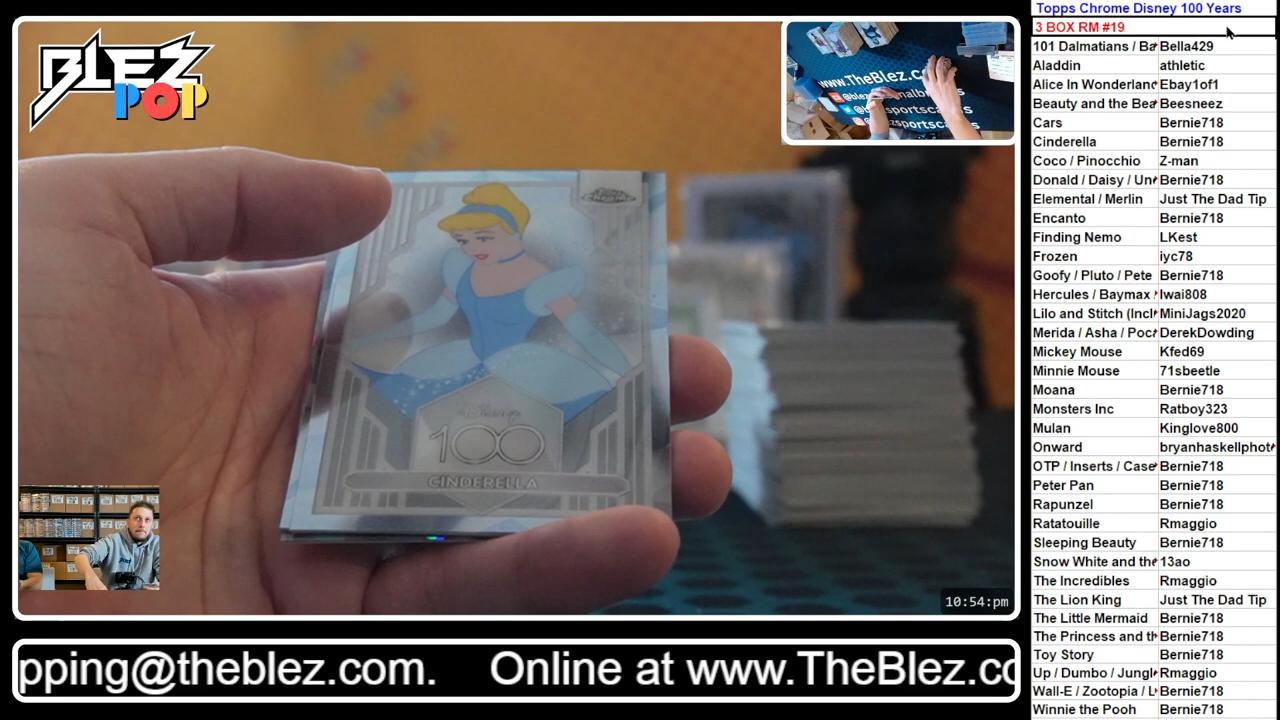 BLEZ
POP
www.TheBlez.c
TOPPS
CHROME
Disney
100
CINDERELLA
10:54:pm
pping@theblez.com. Online at www.TheBlez.co
Topps Chrome Disney 100 Years
3 BOX RM #19
101 Dalmatians / Ba Bella429
Aladdin athletic
Alice In Wonderlanc Ebay1of1
Beauty and the Bea Beesneez
Cars Bernie718
Cinderella Bernie718
Coco / Pinocchio Z-man
Donald / Daisy / Un Bernie718
Elemental / Merlin Just The Dad Tip
Encanto Bernie718
Finding Nemo LKest
Frozen iyc78
Goofy / Pluto / Pete Bernie718
Hercules / Baymax Iwai808
Lilo and Stitch (Incl MiniJags2020
Merida / Asha / Poc DerekDowding
Mickey Mouse Kfed69
Minnie Mouse 71sbeetle
Moana Bernie718
Monsters Inc Ratboy323
Mulan Kinglove800
Onward bryanhaskellphot
OTP / Inserts / Case Bernie718
Peter Pan Bernie718
Rapunzel Bernie718
Ratatouille Rmaggio
Sleeping Beauty Bernie718
Snow White and the 13ao
The Incredibles Rmaggio
The Lion King Just The Dad Tip
The Little Mermaid Bernie718
The Princess and th Bernie718
Toy Story Bernie718
Up / Dumbo / Jungl Rmaggio
Wall-E / Zootopia / L Bernie718
Winnie the Pooh Bernie718